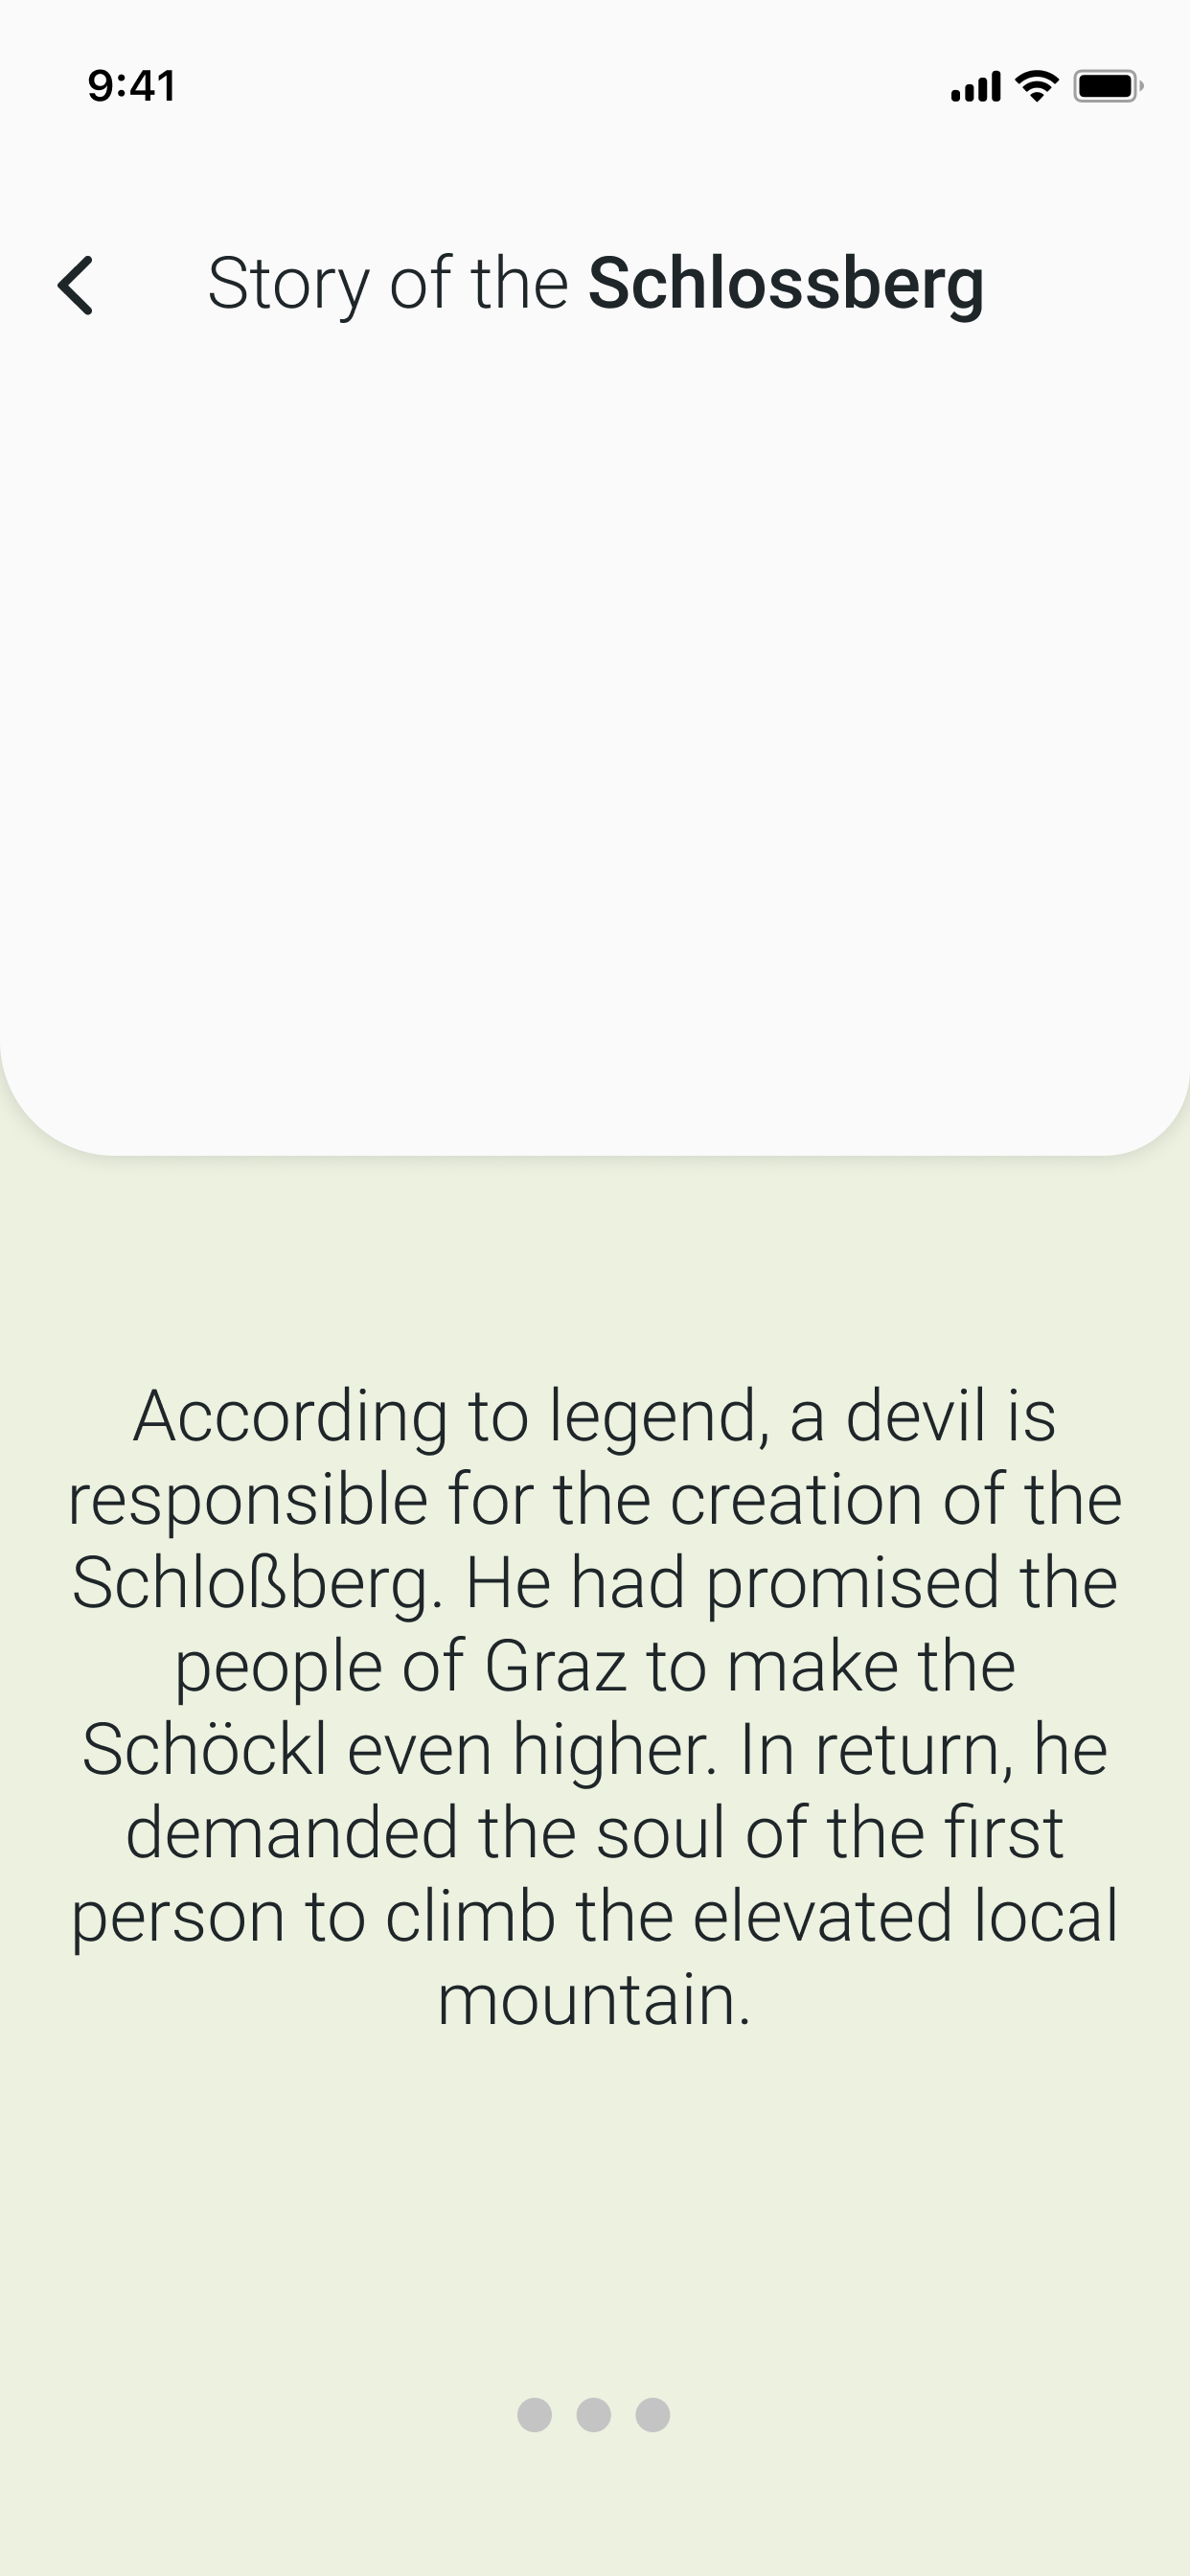 9:41
Story of the Schlossberg
According to legend, a devil is
responsible for the creation of the
Schloßberg. He had promised the
people of Graz to make the
Schöckl even higher. In return, he
demanded the soul of the first
person to climb the elevated local
mountain.